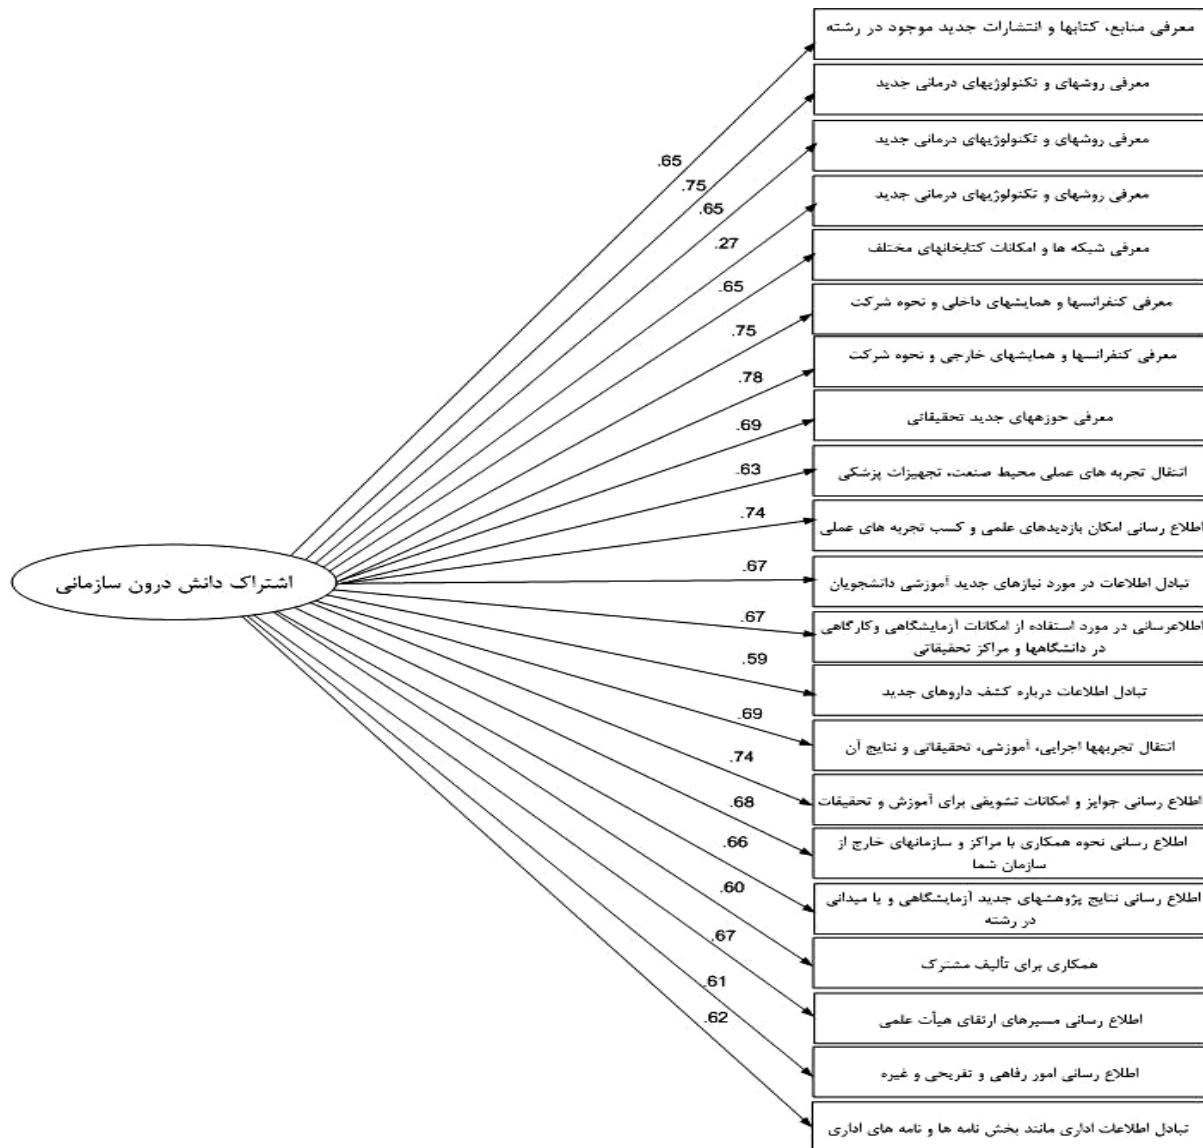 معرفی منابع، کتابها و انتشارات جدید موجود در رشته
معرفی روشهای و تکنولوژیهای درمانی جدید
معرفی روشهای و تکنولوژیهای درمانی جدید
معرفی روشهای و تکنولوژیهای درمانی جدید
معرفی شبکه ها و امکانات کتابخانهای مختلف
معرفی کنفرانسها و همایشهای داخلی و نحوه شرکت
معرفی کنفرانسها و همایشهای خارجی و نحوه شرکت
معرفی حوزههای جدید تحقیقاتی
انتقال تجربه های عملی محیط صنعت، تجهیزات پزشکی
اطلاع رسانی امکان بازدیدهای علمی و کسب تجربه های عملی
تبادل اطلاعات در مورد نیازهای جدید آموزشی دانشجویان
اطلاعرسانی در مورد استفاده از امکانات آزمایشگاهی وکارگاهی
در دانشگاهها و مراکز تحقیقاتی
تبادل اطلاعات درباره کشف داروهای جدید
انتقال تجربهها اجرایی، آموزشی، تحقیقاتی و نتایج آن
اطلاع رسانی جوایز و امکانات تشویقی برای آموزش و تحقیقات
اطلاع رسانی نحوه همکاری با مراکز و سازمانهای خارج از
سازمان شما
اطلاع رسانی نتایج پژوهشهای جدید آزمایشگاهی و یا میدانی
در رشته
همکاری برای تألیف مشترک
اطلاع رسانی مسیرهای ارتقای هیأت علمی
اطلاع رسانی امور رفاهی و تفریحی و غیره
تبادل اطلاعات اداری مانند بخش نامه ها و نامه های اداری
.65
.75
.65
.27
.65
.75
.78
.69
.63
.74
.67
.67
.59
.69
.74
.68
.66
.60
.67
.61
.62
اشتراک دانش درون سازمانی